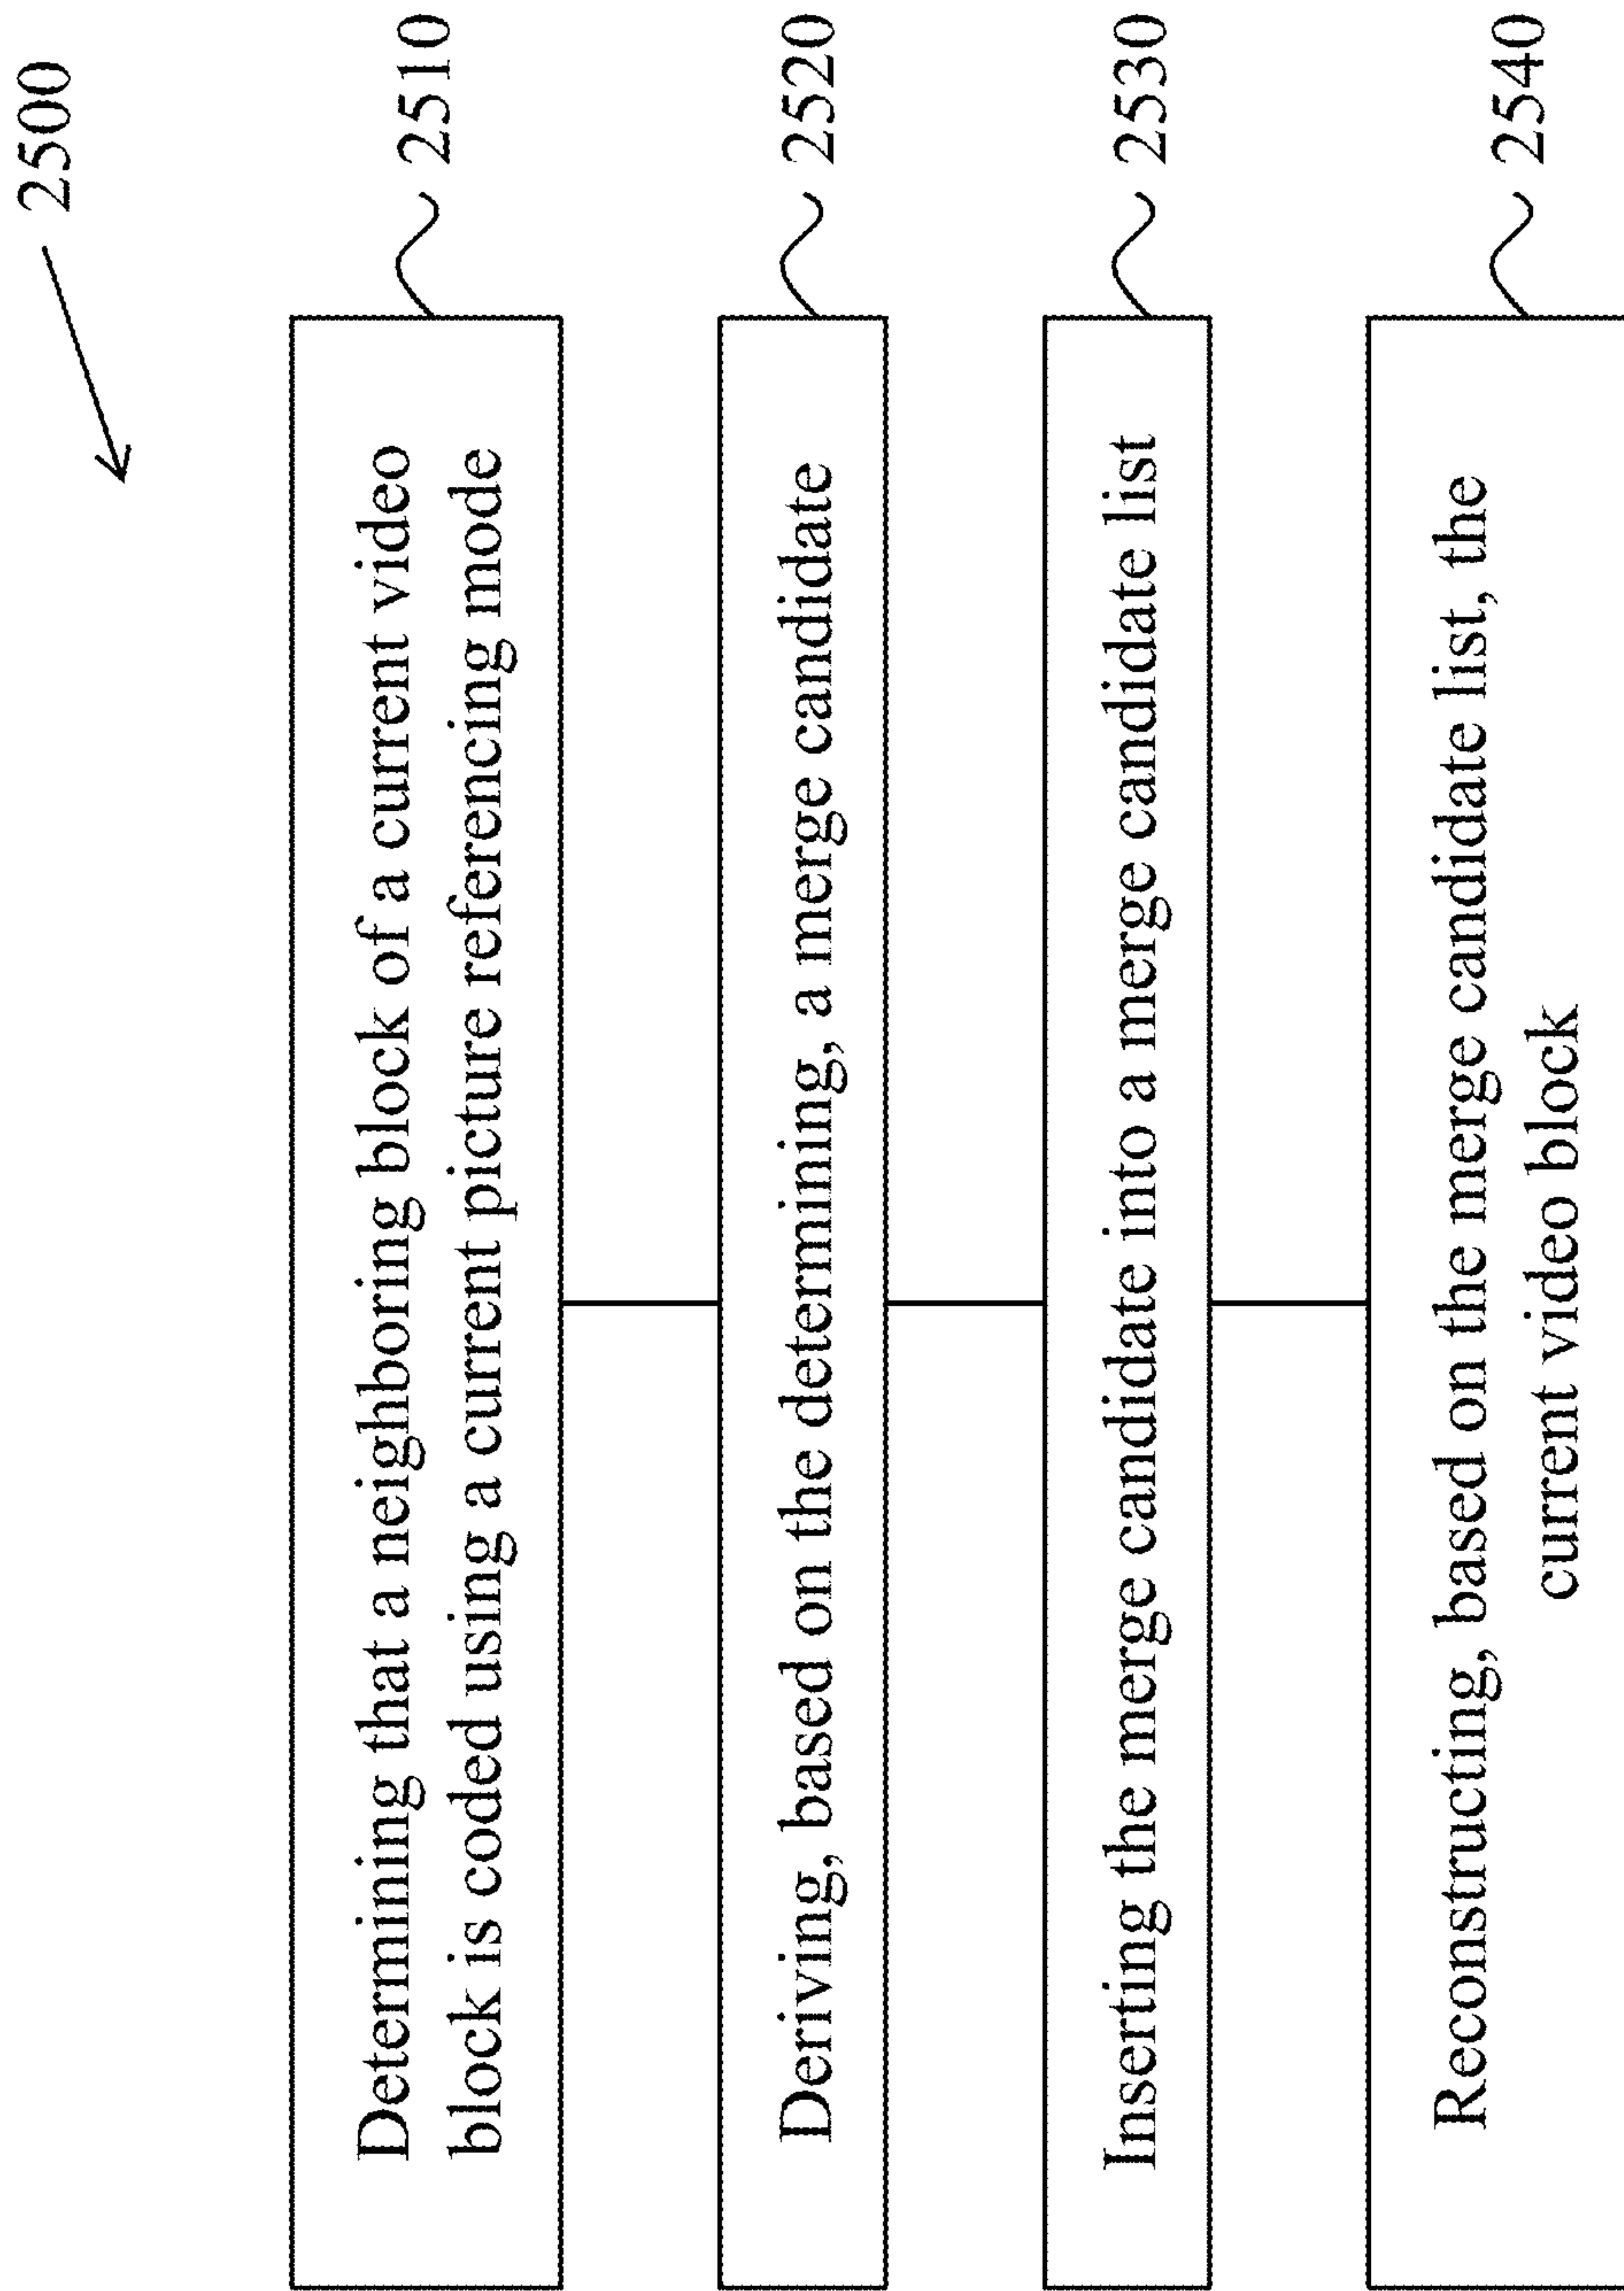 2500
Determining that a neighboring block of a current video
block is coded using a current picture referencing mode
2510
Deriving, based on the determining, a merge candidate
2520
Inserting the merge candidate into a merge candidate list
2530
Reconstructing, based on the merge candidate list, the
current video block
2540